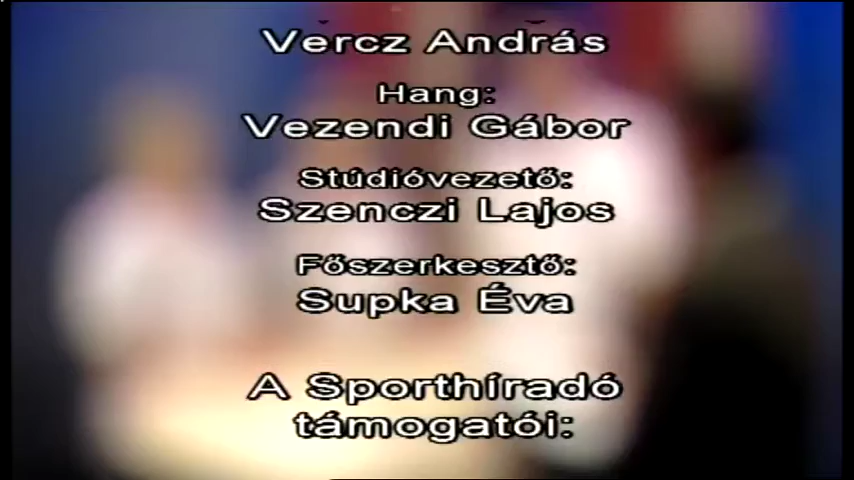 Vercz András
Hang:
Vezendi Gábor
Stúdióvezető:
Szenczi Lajos
Főszerkesztő:
Supka Éva
A Sporthíradó
támogatói: